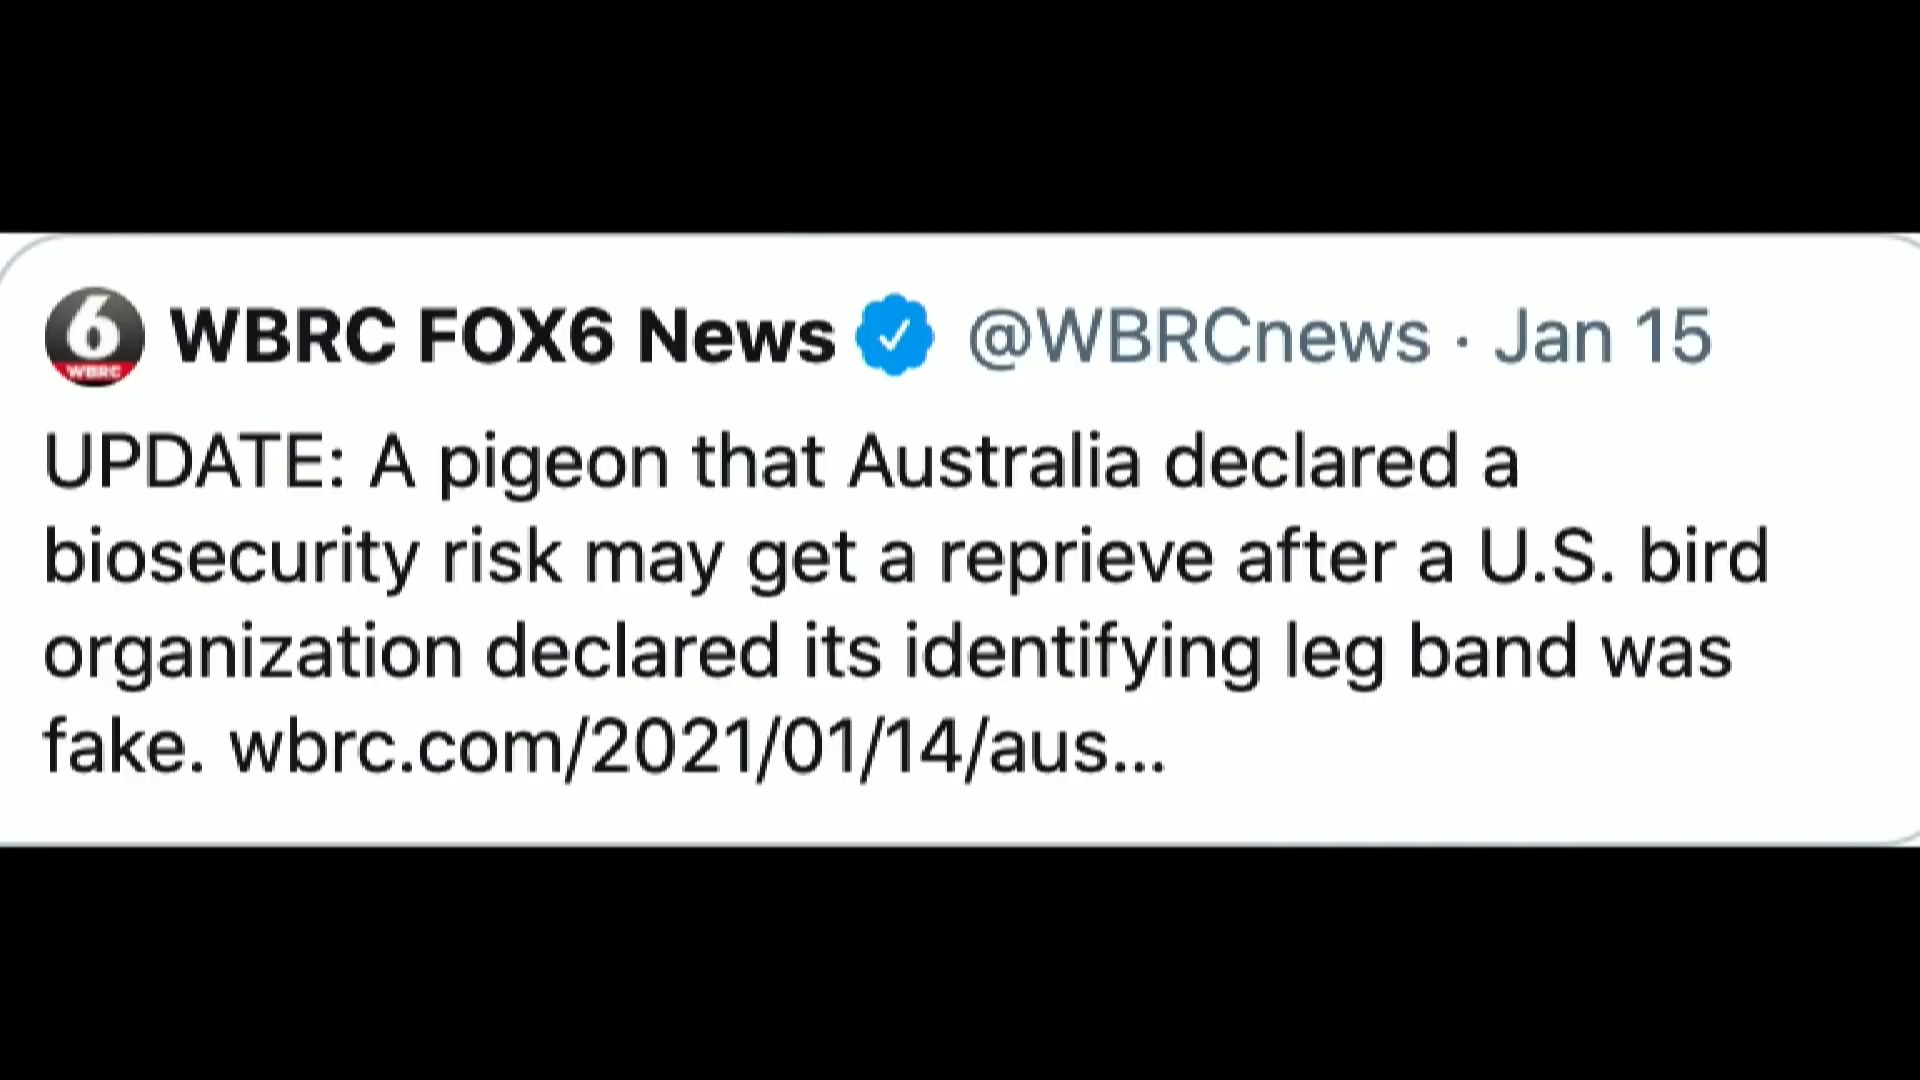 6 WBRC FOX6 News @WBRCnews · Jan 15
WBRC
UPDATE: A pigeon that Australia declared a
biosecurity risk may get a reprieve after a U.S. bird
organization declared its identifying leg band was
fake. wbrc.com/2021/01/14/aus...